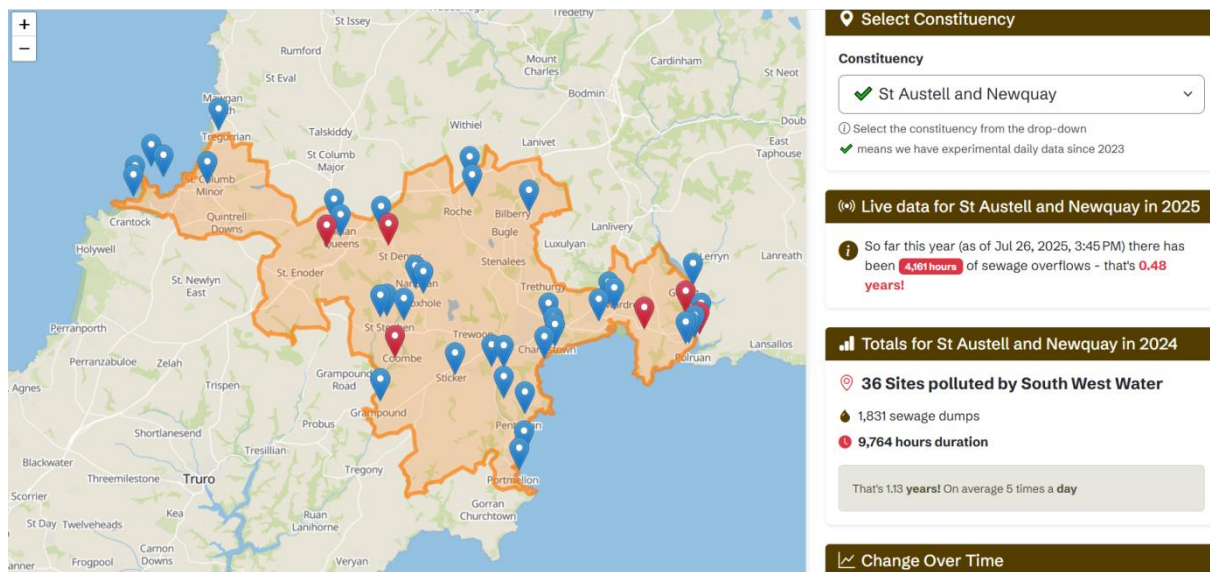 +
−
St Issey
Rumford
St Eval
Mount
Charles
Cardinham
St Neot
Bodmin
Mawgan
Tregurrian
Talskiddy
Withiel
Lanivet
Doub
East
Taphouse
St Columb
Major
St Columb
Minor
Crantock
Quintrell
Downs
Roche
Bilberry
Bugle
Lanlivery
Luxulyan
Holywell
Queens
St Dennis
Stenalees
Lerryn
Lanreath
St. Newlyn
East
St. Enoder
Trethurgy
St Stephen
Trewoon
Perranporth
Coombe
Polruan
Lansallos
Perranzabuloe
Zelah
Sticker
Agnes
Trispen
Grampound
Road
Grampound
Probus
Shortlanesend
Tresillian
Blackwater
Threemilestone
Truro
Tregony
Portmellon
Scorrier
Gorran
Churchtown
St Day
Twelveheads
Kea
Ruan
Lanihorne
Carnon
Downs
Frogpool
Veryan
Select Constituency
Constituency
St Austell and Newquay
Select the constituency from the drop-down
means we have experimental daily data since 2023
Live data for St Austell and Newquay in 2025
So far this year (as of Jul 26, 2025, 3:45 PM) there has
been 4,161 hours of sewage overflows - that's 0.48
years!
Totals for St Austell and Newquay in 2024
36 Sites polluted by South West Water
1,831 sewage dumps
9,764 hours duration
That's 1.13 years! On average 5 times a day
Change Over Time